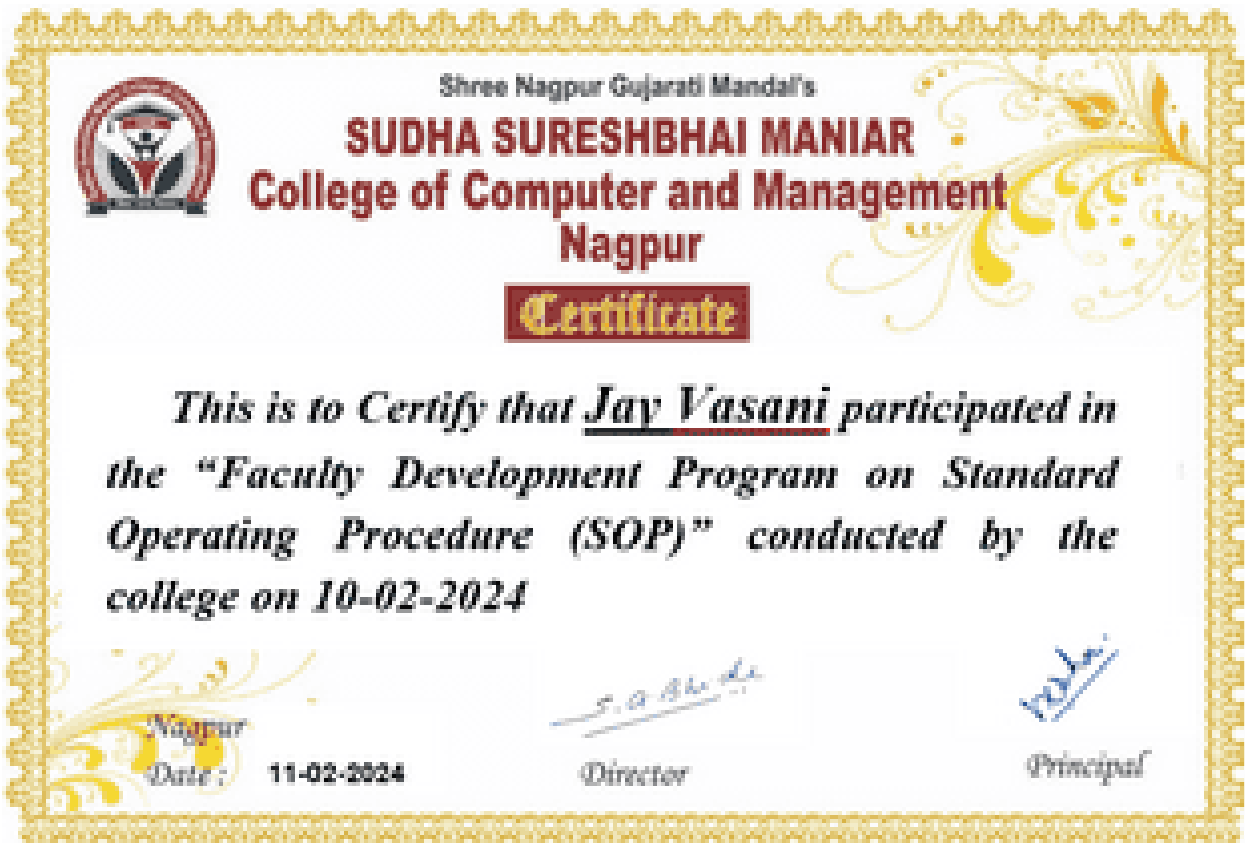 Shree Nagpur Gujarati Mandal's
SUDHA SURESHBHAI MANIAR
College of Computer and Management
Nagpur
Certificate
This is to Certify that Jay Vasani participated in
the “Faculty Development Program on Standard
Operating Procedure (SOP)” conducted by the
college on 10-02-2024
Nagpur
Date : 11-02-2024
Director
Principal